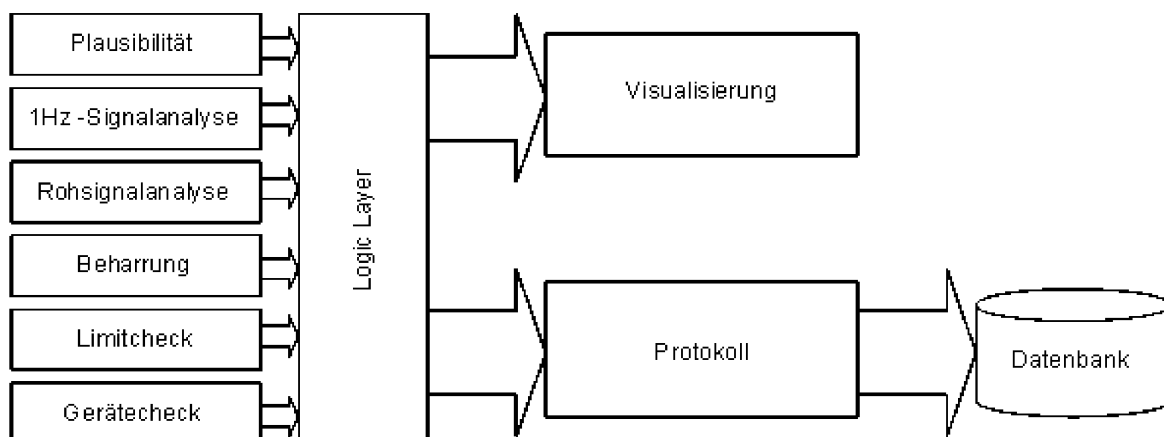 Plausibilität
1Hz -Signalanalyse
Rohsignalanalyse
Beharrung
Limitcheck
Gerätecheck
Logic Layer
Visualisierung
Protokoll
Datenbank